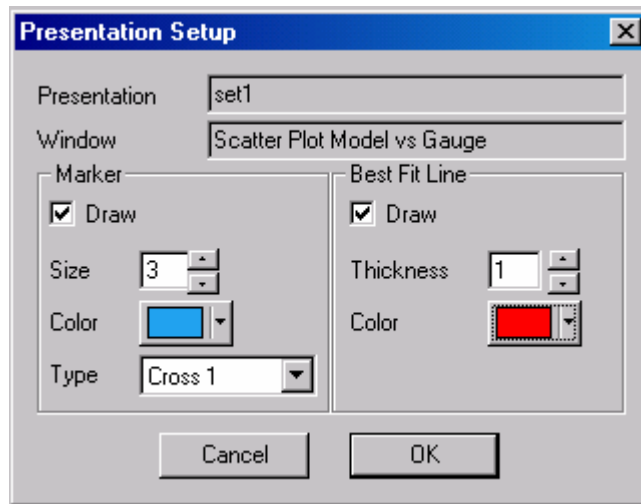 Presentation Setup
Presentation set1
Window Scatter Plot Model vs Gauge
Marker
Draw
Size 3
Color
Type Cross 1
Best Fit Line
Draw
Thickness 1
Color
Cancel OK